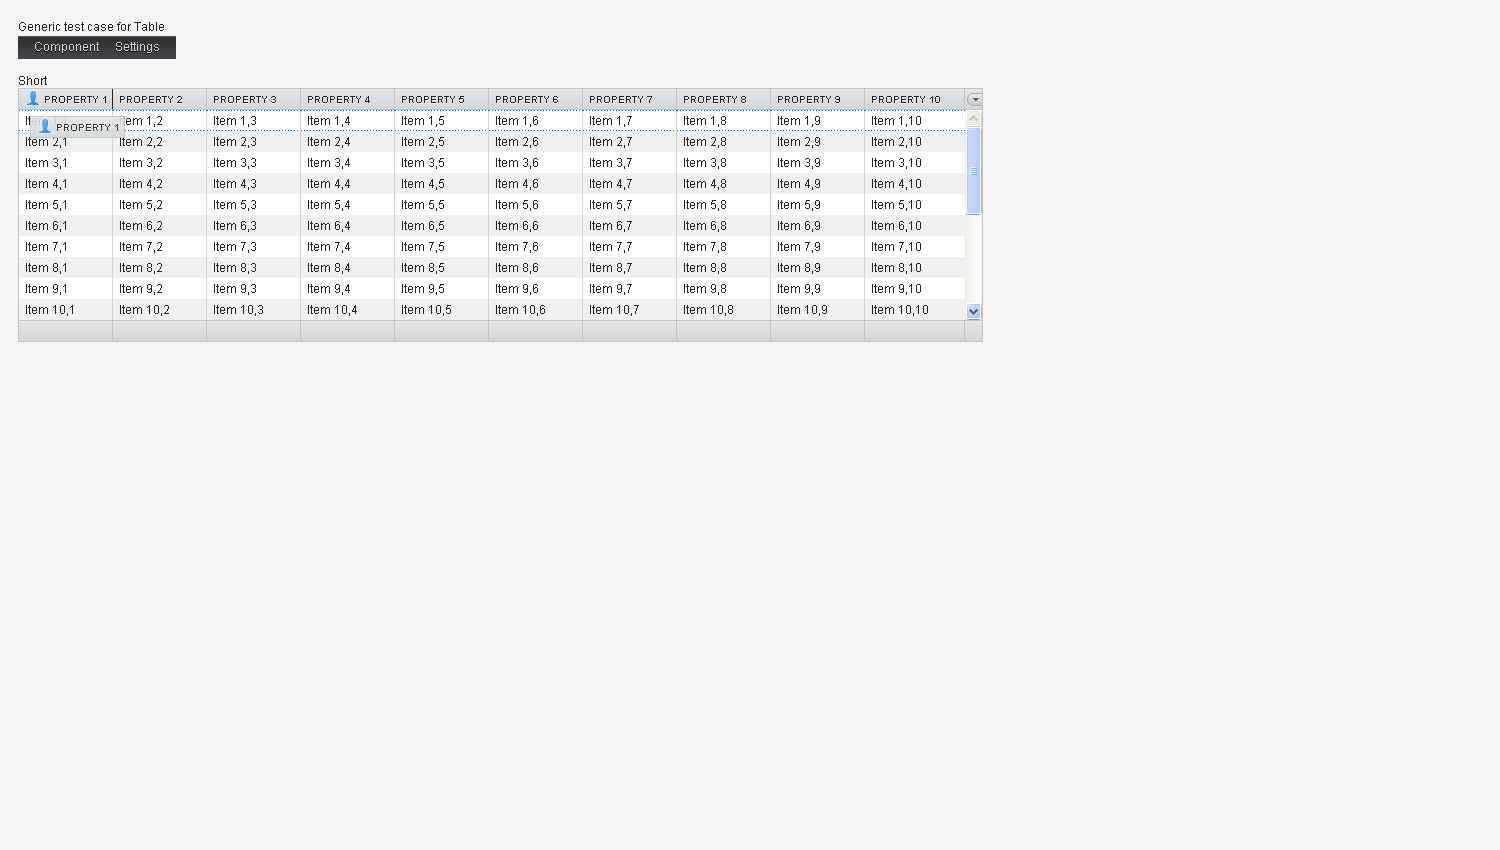 Generic test case for Table
Component Settings
Short
PROPERTY 1 PROPERTY 2 PROPERTY 3 PROPERTY 4 PROPERTY 5 PROPERTY 6 PROPERTY 7 PROPERTY 8 PROPERTY 9 PROPERTY 10
Item 1,2 Item 1,3 Item 1,4 Item 1,5 Item 1,6 Item 1,7 Item 1,8 Item 1,9 Item 1,10
PROPERTY 1
Item 2,1 Item 2,2 Item 2,3 Item 2,4 Item 2,5 Item 2,6 Item 2,7 Item 2,8 Item 2,9 Item 2,10
Item 3,1 Item 3,2 Item 3,3 Item 3,4 Item 3,5 Item 3,6 Item 3,7 Item 3,8 Item 3,9 Item 3,10
Item 4,1 Item 4,2 Item 4,3 Item 4,4 Item 4,5 Item 4,6 Item 4,7 Item 4,8 Item 4,9 Item 4,10
Item 5,1 Item 5,2 Item 5,3 Item 5,4 Item 5,5 Item 5,6 Item 5,7 Item 5,8 Item 5,9 Item 5,10
Item 6,1 Item 6,2 Item 6,3 Item 6,4 Item 6,5 Item 6,6 Item 6,7 Item 6,8 Item 6,9 Item 6,10
Item 7,1 Item 7,2 Item 7,3 Item 7,4 Item 7,5 Item 7,6 Item 7,7 Item 7,8 Item 7,9 Item 7,10
Item 8,1 Item 8,2 Item 8,3 Item 8,4 Item 8,5 Item 8,6 Item 8,7 Item 8,8 Item 8,9 Item 8,10
Item 9,1 Item 9,2 Item 9,3 Item 9,4 Item 9,5 Item 9,6 Item 9,7 Item 9,8 Item 9,9 Item 9,10
Item 10,1 Item 10,2 Item 10,3 Item 10,4 Item 10,5 Item 10,6 Item 10,7 Item 10,8 Item 10,9 Item 10,10